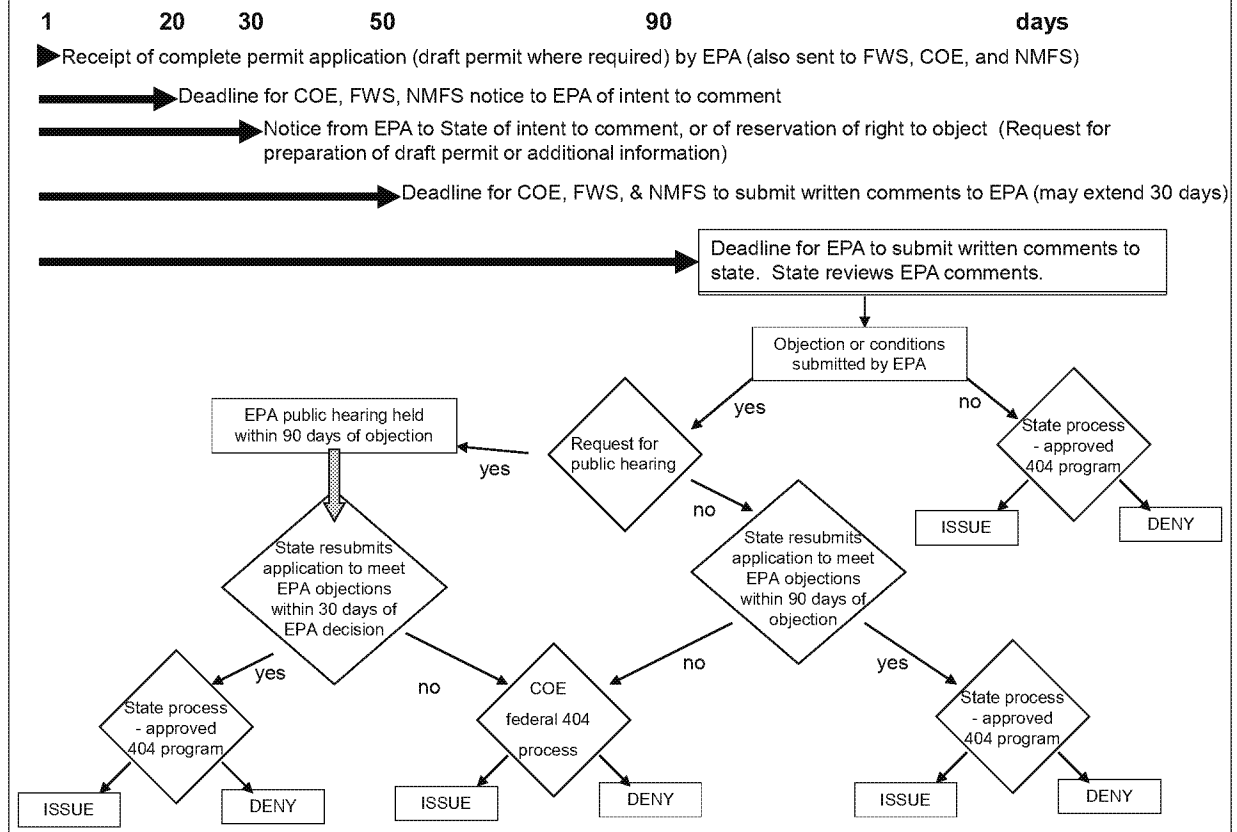 1 20 30 50 90 days
Receipt of complete permit application (draft permit where required) by EPA (also sent to FWS, COE, and NMFS)
Deadline for COE, FWS, NMFS notice to EPA of intent to comment
Notice from EPA to State of intent to comment, or of reservation of right to object (Request for
preparation of draft permit or additional information)
Deadline for COE, FWS, & NMFS to submit written comments to EPA (may extend 30 days)
Deadline for EPA to submit written comments to
state. State reviews EPA comments.
Objection or conditions
submitted by EPA
yes
no
EPA public hearing held
within 90 days of objection
yes
Request for
public hearing
no
State process
- approved
404 program
ISSUE
DENY
State resubmits
application to meet
EPA objections
within 30 days of
EPA decision
State resubmits
application to meet
EPA objections
within 90 days of
objection
yes
no
no
yes
State process
- approved
404 program
ISSUE
DENY
COE
federal 404
process
ISSUE
DENY
State process
- approved
404 program
ISSUE
DENY